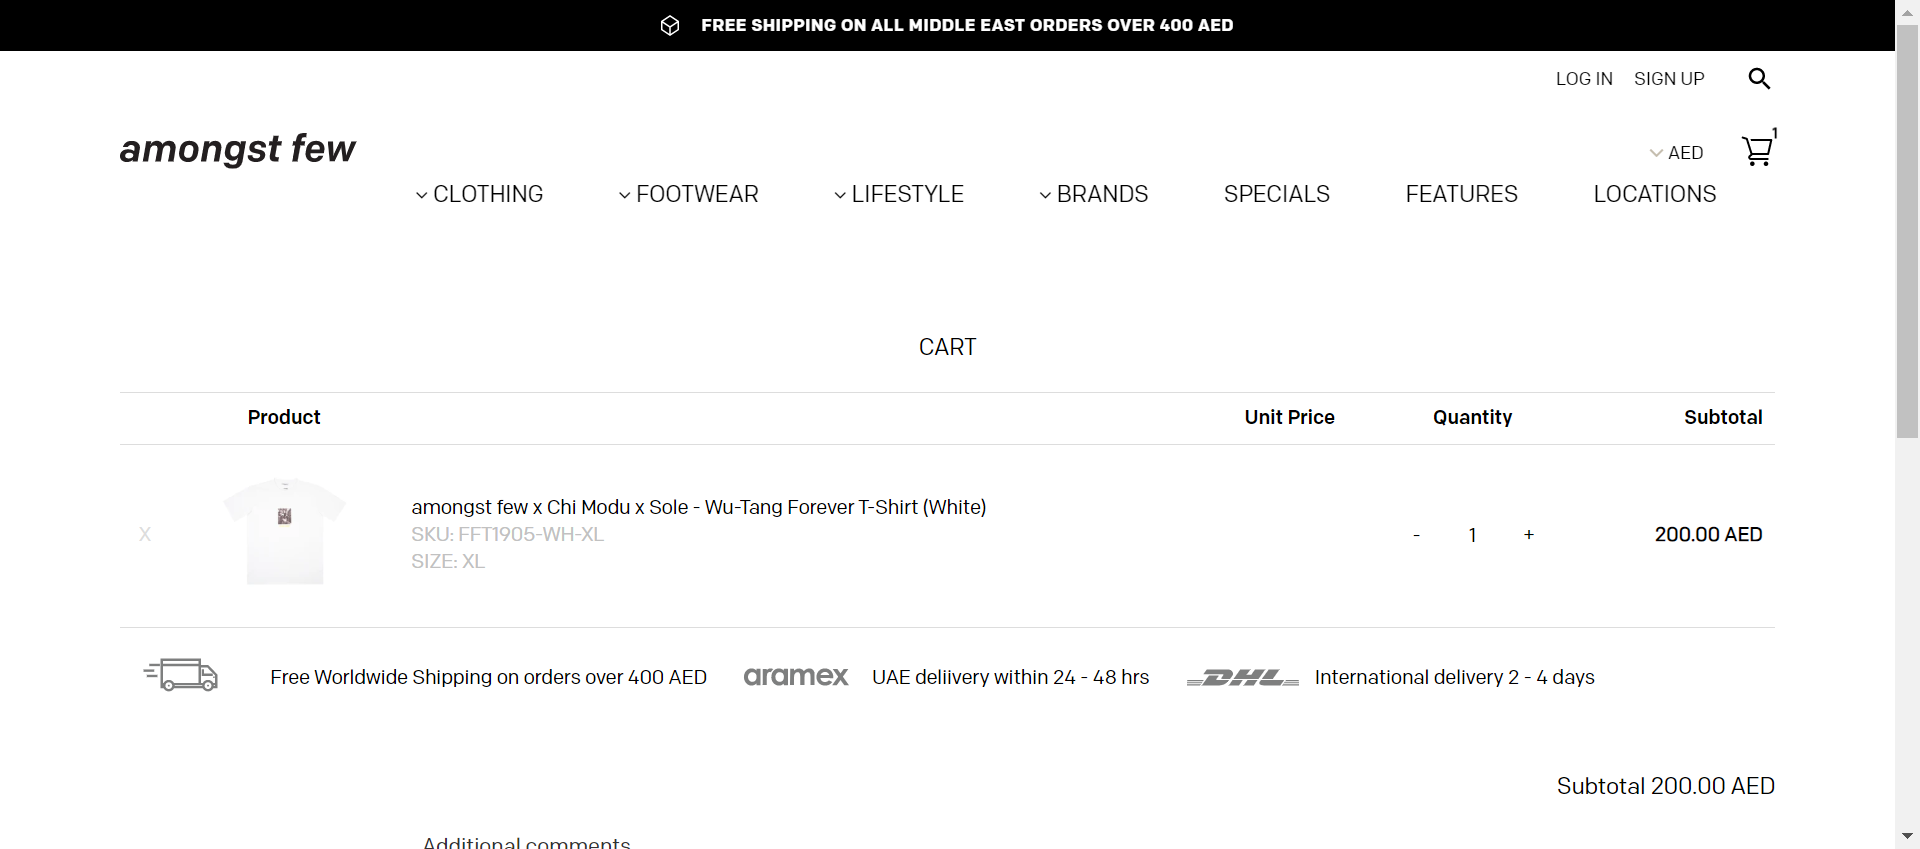 FREE SHIPPING ON ALL MIDDLE EAST ORDERS OVER 400 AED
LOG IN SIGN UP
amongst few
AED
1
CLOTHING FOOTWEAR LIFESTYLE BRANDS SPECIALS FEATURES LOCATIONS
CART
Product Unit Price Quantity Subtotal
amongst few x Chi Modu x Sole - Wu-Tang Forever T-Shirt (White)
X SKU: FFT1905-WH-XL - 1 + 200.00 AED
SIZE: XL
Free Worldwide Shipping on orders over 400 AED aramex UAE deliivery within 24 - 48 hrs DHL International delivery 2 - 4 days
Subtotal 200.00 AED
Additional comments